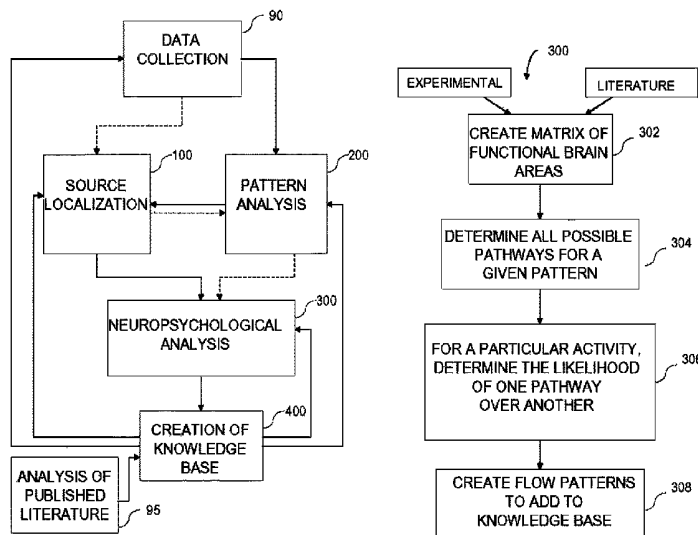 90
DATA
COLLECTION
100
SOURCE
LOCALIZATION
200
PATTERN
ANALYSIS
300
NEUROPSYCHOLOGICAL
ANALYSIS
400
CREATION OF
KNOWLEDGE
BASE
ANALYSIS OF
PUBLISHED
LITERATURE
95
300
EXPERIMENTAL
LITERATURE
CREATE MATRIX OF
FUNCTIONAL BRAIN
AREAS
302
DETERMINE ALL POSSIBLE
PATHWAYS FOR A
GIVEN PATTERN
304
FOR A PARTICULAR ACTIVITY,
DETERMINE THE LIKELIHOOD
OF ONE PATHWAY
OVER ANOTHER
306
CREATE FLOW PATTERNS
TO ADD TO
KNOWLEDGE BASE
308